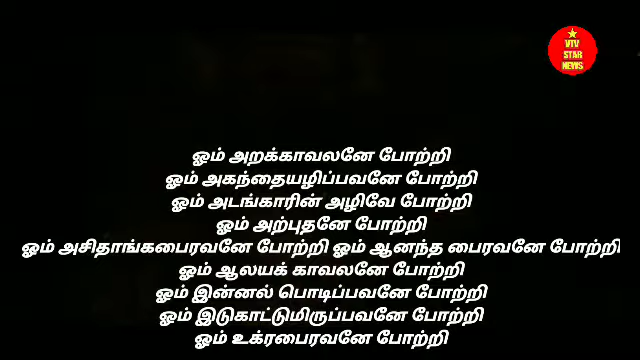 VTV
STAR
NEWS
ஓம் அறக்காவலனே போற்றி
ஓம் அகந்தையழிப்பவனே போற்றி
ஓம் அடங்காரின் அழிவே போற்றி
ஓம் அற்புதனே போற்றி
ஓம் அசிதாங்கபைரவனே போற்றி ஓம் ஆனந்த பைரவனே போற்றி
ஓம் ஆலயக் காவலனே போற்றி
ஓம் இன்னல் பொடிப்பவனே போற்றி
ஓம் இடுகாட்டுமிருப்பவனே போற்றி
ஓம் உக்ரபைரவனே போற்றி